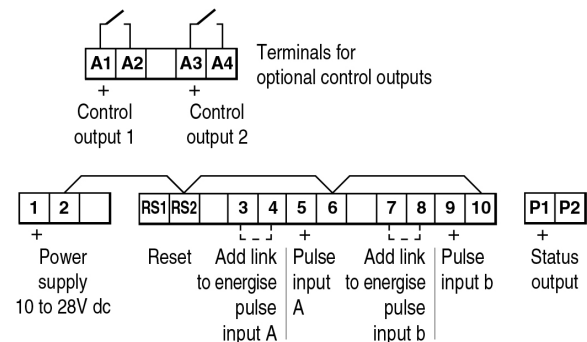 A1 A2 A3 A4
Terminals for
optional control outputs
+ +
Control
output 1
Control
output 2
1 2 RS1 RS2 3 4 5 6 7 8 9 10 P1 P2
+ + + +
Power
supply
10 to 28V dc
Reset
Add link
to energise
pulse
input A
Pulse
input
A
Add link
to energise
pulse
input b
Pulse
input b
Status
output